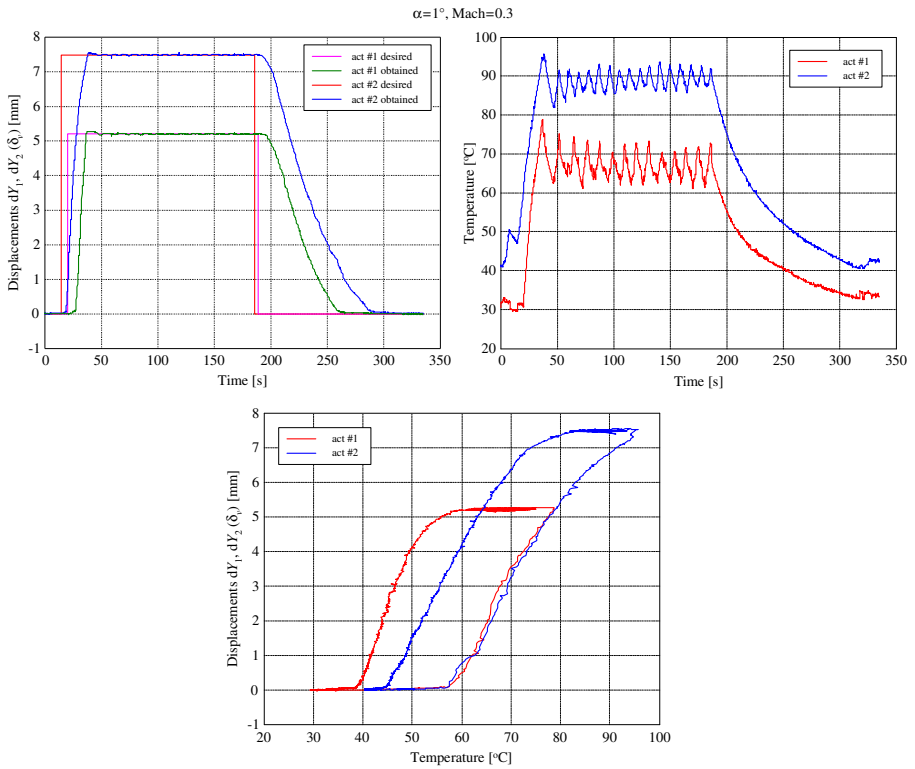 α=1°, Mach=0.3
Displacements dY₁, dY₂ (δᵥ) [mm]
8
7
6
5
4
3
2
1
0
-1
act #1 desired
act #1 obtained
act #2 desired
act #2 obtained
0 50 100 150 200 250 300 350
Time [s]
Temperature [ºC]
100
90
80
70
60
50
40
30
20
act #1
act #2
0 50 100 150 200 250 300 350
Time [s]
Displacements dY₁, dY₂ (δᵥ) [mm]
8
7
6
5
4
3
2
1
0
-1
act #1
act #2
20 30 40 50 60 70 80 90 100
Temperature [ºC]